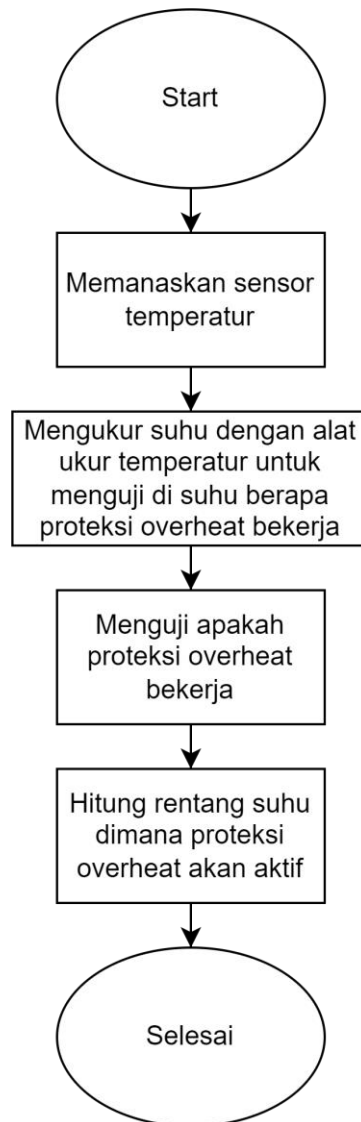 Start
Memanaskan sensor
temperatur
Mengukur suhu dengan alat
ukur temperatur untuk
menguji di suhu berapa
proteksi overheat bekerja
Menguji apakah
proteksi overheat
bekerja
Hitung rentang suhu
dimana proteksi
overheat akan aktif
Selesai